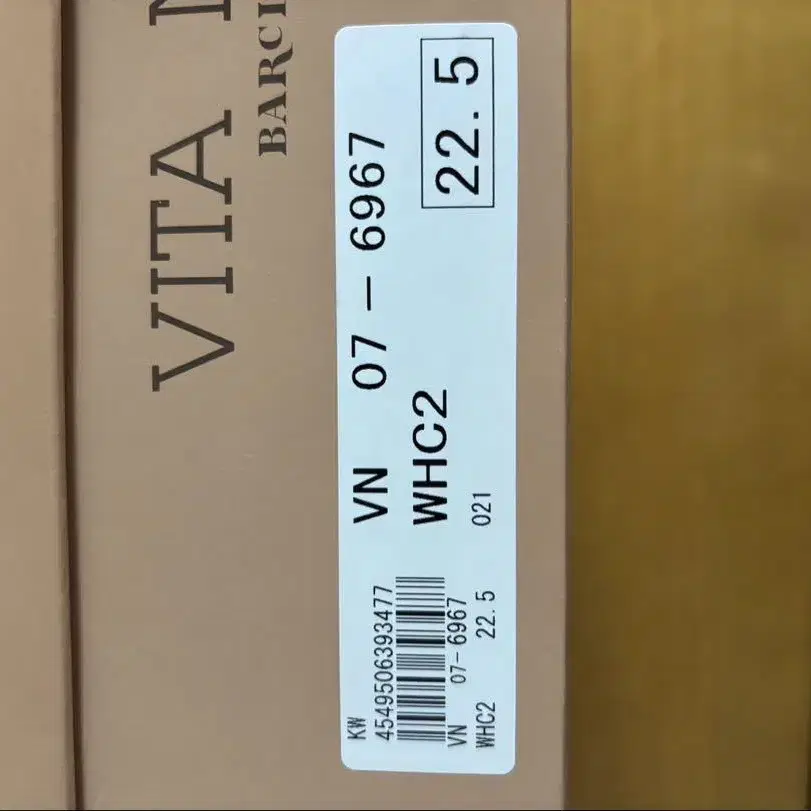 VITA
BARC
VN 07-6967
WHC2 22.5
021
KW
4549506393477
VN 07-6967
WHC2 22.5